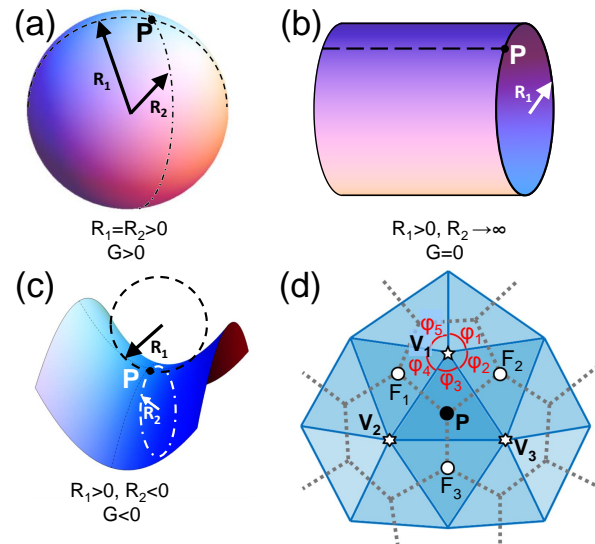 (a)
P
R₁
R₂
R₁=R₂>0
G>0
(b)
P
R₁
R₁>0, R₂→∞
G=0
(c)
R₁
P
R₂
R₁>0, R₂<0
G<0
(d)
φ₅ φ₁
V₁
φ₄ φ₂
φ₃
F₁ F₂
P
V₂ V₃
F₃